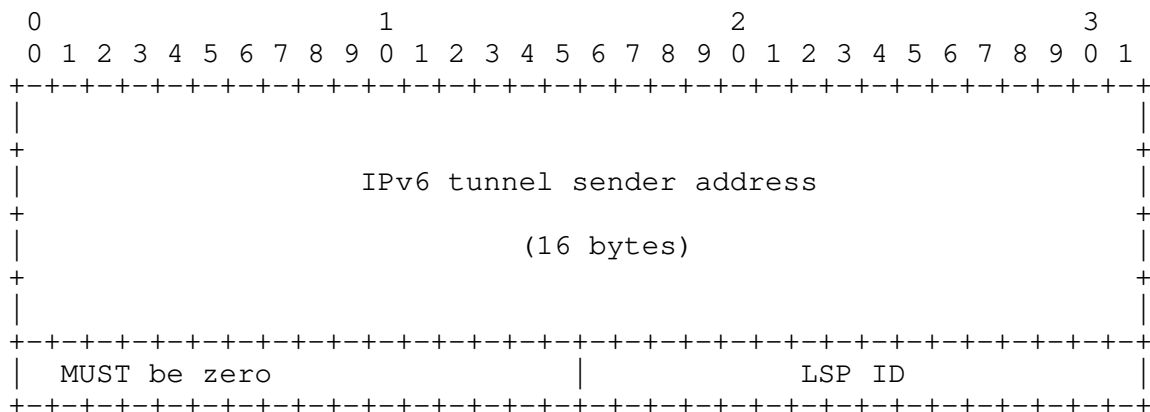 0                   1                   2                   3
 0 1 2 3 4 5 6 7 8 9 0 1 2 3 4 5 6 7 8 9 0 1 2 3 4 5 6 7 8 9 0 1
+-+-+-+-+-+-+-+-+-+-+-+-+-+-+-+-+-+-+-+-+-+-+-+-+-+-+-+-+-+-+-+-+
|                                                               |
+                                                               +
|                   IPv6 tunnel sender address                  |
+                                                               +
|                            (16 bytes)                         |
+                                                               +
|                                                               |
+-+-+-+-+-+-+-+-+-+-+-+-+-+-+-+-+-+-+-+-+-+-+-+-+-+-+-+-+-+-+-+-+
|  MUST be zero                 |            LSP ID             |
+-+-+-+-+-+-+-+-+-+-+-+-+-+-+-+-+-+-+-+-+-+-+-+-+-+-+-+-+-+-+-+-+